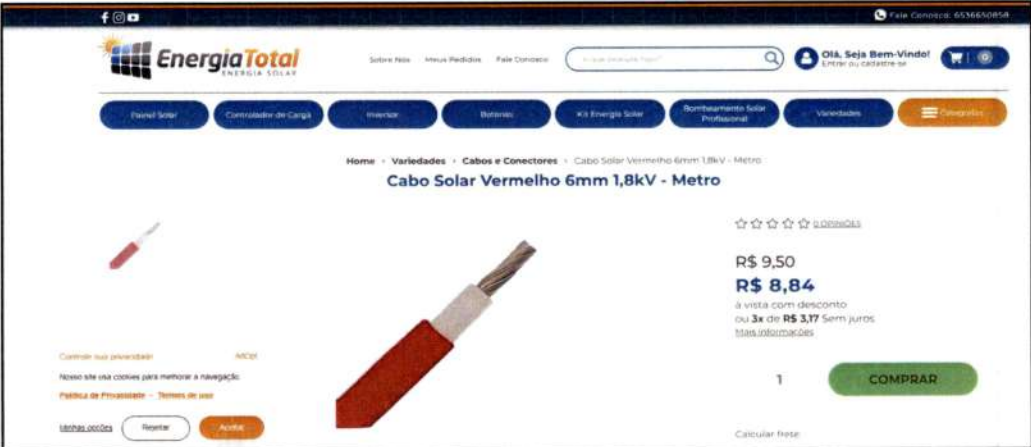 Fale Conosco: 6536650858
EnergiaTotal
ENERGIA SOLAR
Sobre Nós Meus Pedidos Fale Conosco
Olá, Seja Bem-Vindo!
Entrar ou cadastre-se
0
Painel Solar Controlador de Carga Inversor Baterias Kit Energia Solar Bombeamento Solar Profissional Variedades Categorias
Home Variedades Cabos e Conectores Cabo Solar Vermelho 6mm 1,8kV - Metro
Cabo Solar Vermelho 6mm 1,8kV - Metro
0 OPINIÕES
R$ 9,50
R$ 8,84
à vista com desconto
ou 3x de R$ 3,17 Sem juros
Mais informações
Controle sua privacidade
Nosso site usa cookies para melhorar a navegação.
Política de Privacidade - Termos de uso
Minhas opções Rejeitar Aceitar
1 COMPRAR
Calcular frete: